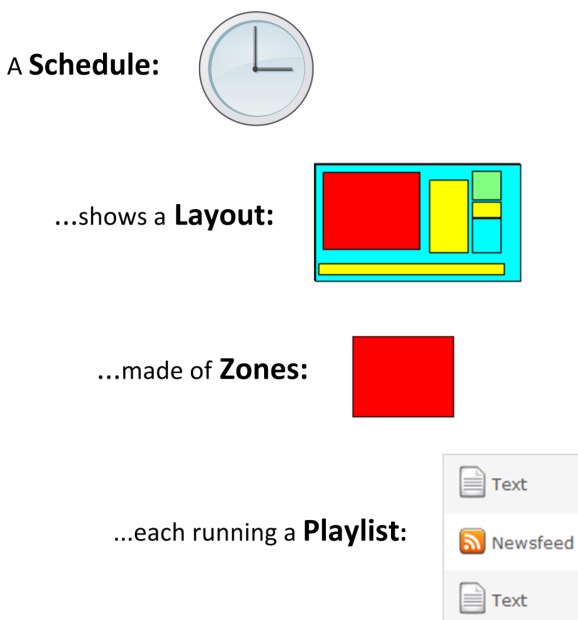 A Schedule:
...shows a Layout:
...made of Zones:
Text
...each running a Playlist:
Newsfeed
Text